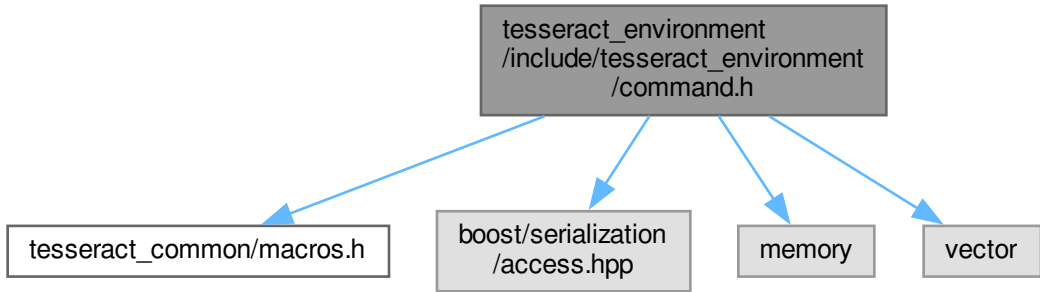 tesseract_environment
/include/tesseract_environment
/command.h
tesseract_common/macros.h
boost/serialization
/access.hpp
memory
vector